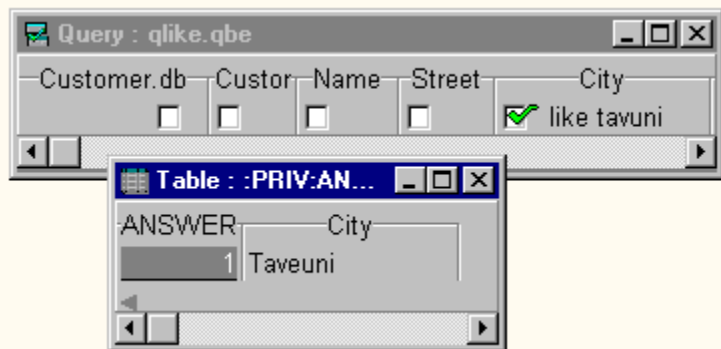 Query : qlike.qbe
Customer.db Custor Name Street City
like tavuni
Table : :PRIV:AN...
ANSWER City
1 Taveuni